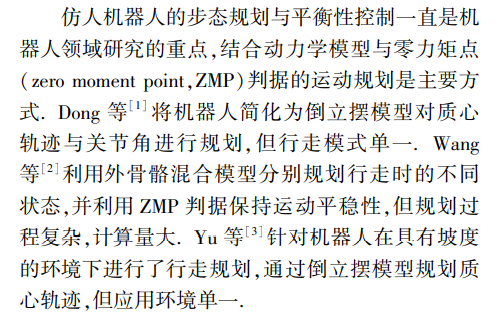 仿人机器人的步态规划与平衡性控制一直是机
器人领域研究的重点,结合动力学模型与零力矩点
(zero moment point,ZMP)判据的运动规划是主要方
式. Dong 等[1]将机器人简化为倒立摆模型对质心
轨迹与关节角进行规划,但行走模式单一. Wang
等[2]利用外骨骼混合模型分别规划行走时的不同
状态,并利用 ZMP 判据保持运动平稳性,但规划过
程复杂,计算量大. Yu 等[3]针对机器人在具有坡度
的环境下进行了行走规划,通过倒立摆模型规划质
心轨迹,但应用环境单一.